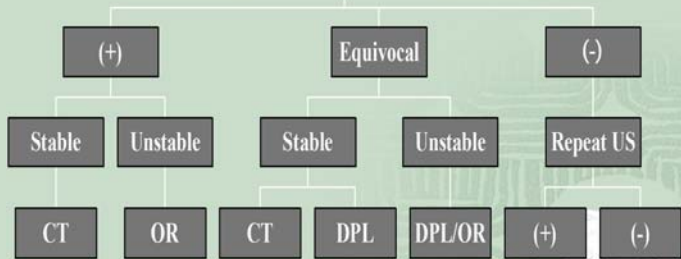 (+) Equivocal (-)
Stable Unstable Stable Unstable Repeat US
CT OR CT DPL DPL/OR (+) (-)